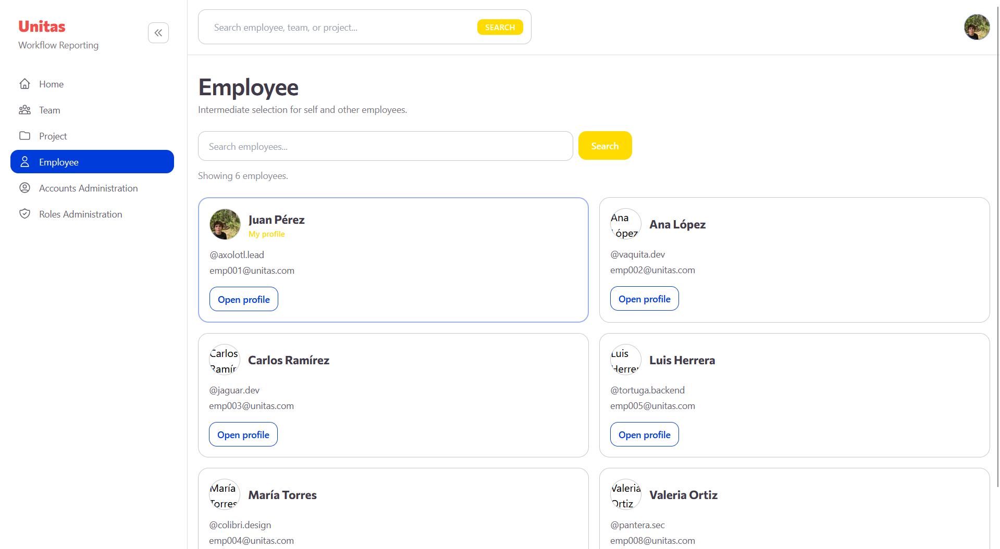 Unitas
Workflow Reporting
Home
Team
Project
Employee
Accounts Administration
Roles Administration
Search employee, team, or project...
SEARCH
Employee
Intermediate selection for self and other employees.
Search employees...
Search
Showing 6 employees.
Juan Pérez
My profile
@axolotl.lead
emp001@unitas.com
Open profile
Ana
López
Ana López
@vaquita.dev
emp002@unitas.com
Open profile
Carlos
Ramír
Carlos Ramírez
@jaguar.dev
emp003@unitas.com
Open profile
Luis
Herrer
Luis Herrera
@tortuga.backend
emp005@unitas.com
Open profile
María
Torres
María Torres
@colibri.design
emp004@unitas.com
Valeria
Ortiz
Valeria Ortiz
@pantera.sec
emp008@unitas.com